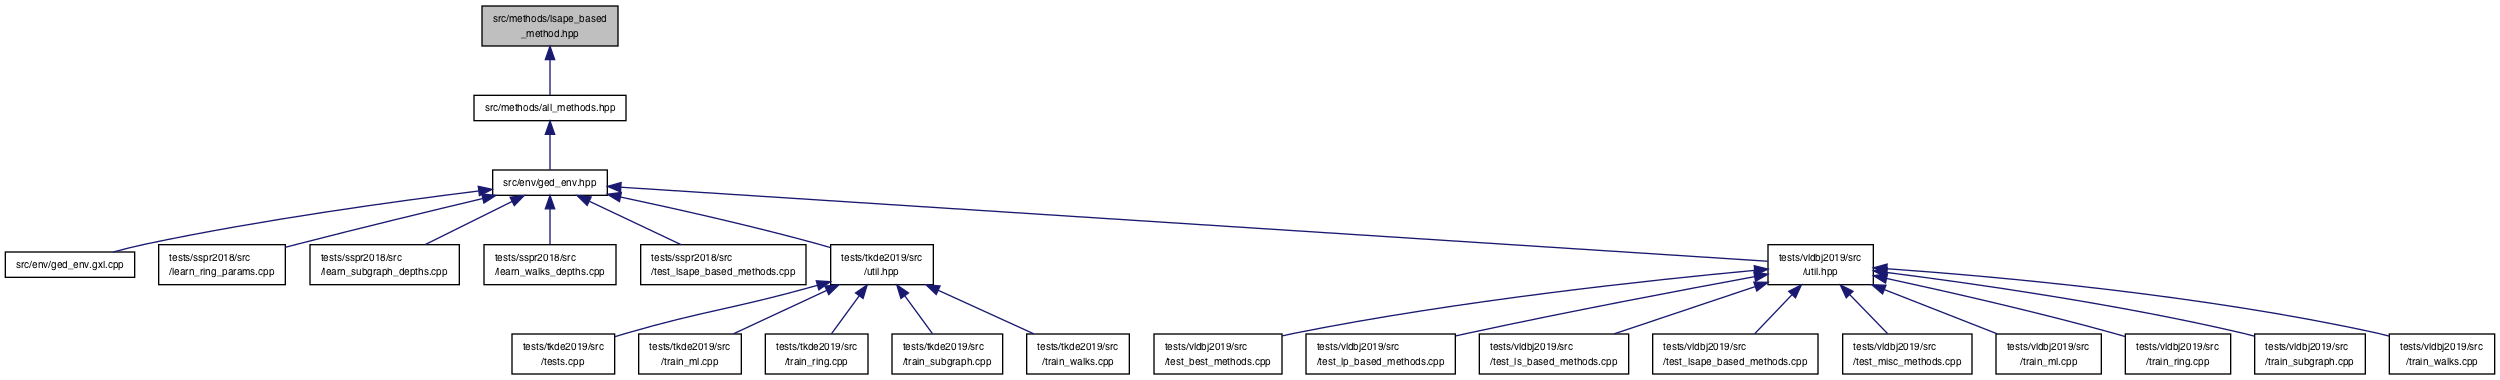 src/methods/lsape_based
_method.hpp
src/methods/all_methods.hpp
src/env/ged_env.hpp
src/env/ged_env.gxl.cpp
tests/sspr2018/src
/learn_ring_params.cpp
tests/sspr2018/src
/learn_subgraph_depths.cpp
tests/sspr2018/src
/learn_walks_depths.cpp
tests/sspr2018/src
/test_lsape_based_methods.cpp
tests/tkde2019/src
/util.hpp
tests/vldbj2019/src
/util.hpp
tests/tkde2019/src
/tests.cpp
tests/tkde2019/src
/train_ml.cpp
tests/tkde2019/src
/train_ring.cpp
tests/tkde2019/src
/train_subgraph.cpp
tests/tkde2019/src
/train_walks.cpp
tests/vldbj2019/src
/test_best_methods.cpp
tests/vldbj2019/src
/test_lp_based_methods.cpp
tests/vldbj2019/src
/test_ls_based_methods.cpp
tests/vldbj2019/src
/test_lsape_based_methods.cpp
tests/vldbj2019/src
/test_misc_methods.cpp
tests/vldbj2019/src
/train_ml.cpp
tests/vldbj2019/src
/train_ring.cpp
tests/vldbj2019/src
/train_subgraph.cpp
tests/vldbj2019/src
/train_walks.cpp